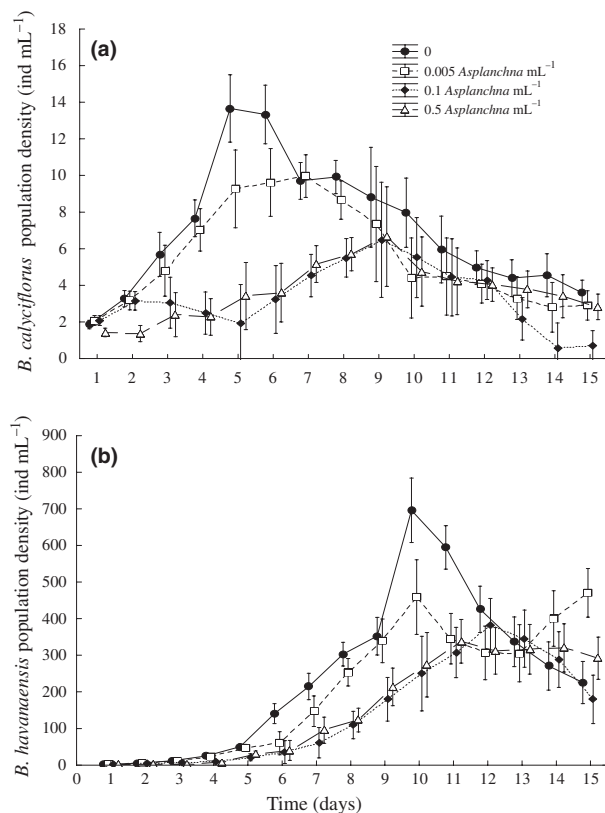 (a)
0
0.005 Asplanchna mL⁻¹
0.1 Asplanchna mL⁻¹
0.5 Asplanchna mL⁻¹
B. calyciflorus population density (ind mL⁻¹)
18
16
14
12
10
8
6
4
2
0
1 2 3 4 5 6 7 8 9 10 11 12 13 14 15
(b)
B. havanaensis population density (ind mL⁻¹)
900
800
700
600
500
400
300
200
100
0
0 1 2 3 4 5 6 7 8 9 10 11 12 13 14 15
Time (days)